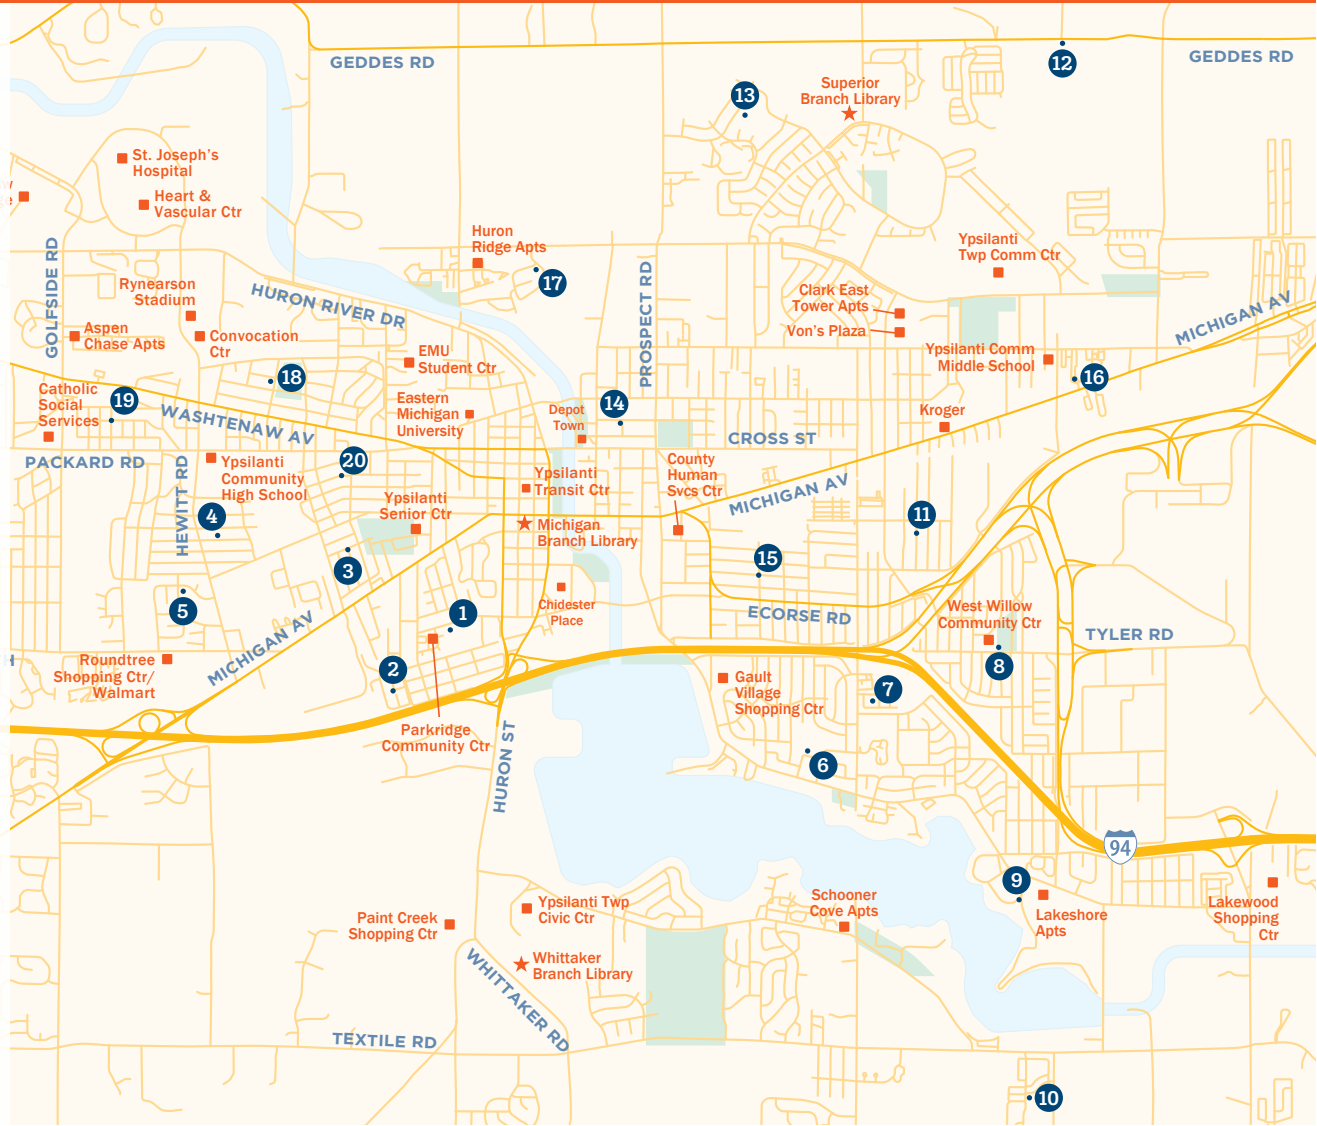 GEDDES RD
GEDDES RD
12
13
Superior
Branch Library
St. Joseph's
Hospital
Heart &
Vascular Ctr
Huron
Ridge Apts
17
Ypsilanti
Twp Comm Ctr
GOLFSIDE RD
Rynearson
Stadium
HURON RIVER DR
PROSPECT RD
Clark East
Tower Apts
Von's Plaza
MICHIGAN AV
Aspen
Chase Apts
Convocation
Ctr
EMU
Student Ctr
Ypsilanti Comm
Middle School
16
18
Catholic
Social
Services
19
WASHTENAW AV
Eastern
Michigan
University
Depot
Town
14
Kroger
CROSS ST
PACKARD RD
HEWITT RD
Ypsilanti
Community
High School
20
Ypsilanti
Transit Ctr
County
Human
Svcs Ctr
MICHIGAN AV
4
Ypsilanti
Senior Ctr
Michigan
Branch Library
11
3
15
5
1
Chidester
Place
ECORSE RD
West Willow
Community Ctr
TYLER RD
MICHIGAN AV
H
Roundtree
Shopping Ctr/
Walmart
2
8
Gault
Village
Shopping Ctr
7
Parkridge
Community Ctr
HURON ST
6
94
9
Schooner
Cove Apts
Lakeshore
Apts
Lakewood
Shopping
Ctr
Paint Creek
Shopping Ctr
Ypsilanti Twp
Civic Ctr
Whittaker
Branch Library
WHITTAKER RD
TEXTILE RD
10